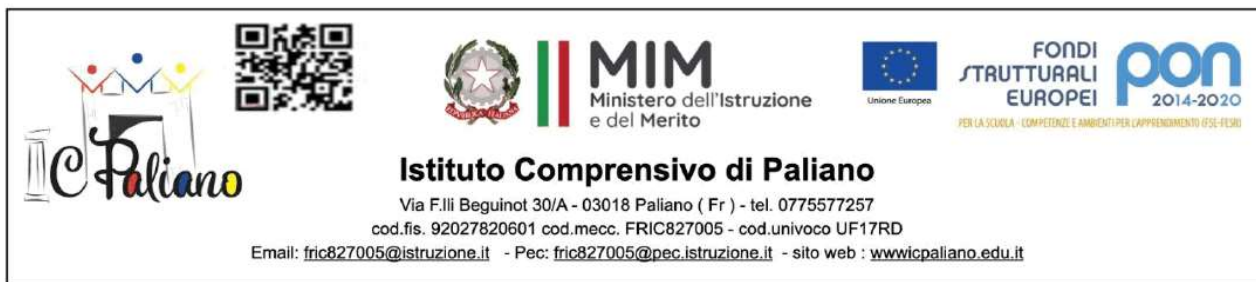 IC Paliano
REPVBBLICA ITALIANA
MIM
Ministero dell'Istruzione
e del Merito
Unione Europea
FONDI
STRUTTURALI
EUROPEI
pon
2014-2020
PER LA SCUOLA - COMPETENZE E AMBIENTI PER L'APPRENDIMENTO (FSE-FESR)
Istituto Comprensivo di Paliano
Via F.lli Beguinot 30/A - 03018 Paliano ( Fr ) - tel. 0775577257
cod.fis. 92027820601 cod.mecc. FRIC827005 - cod.univoco UF17RD
Email: fric827005@istruzione.it - Pec: fric827005@pec.istruzione.it - sito web : wwwicpaliano.edu.it